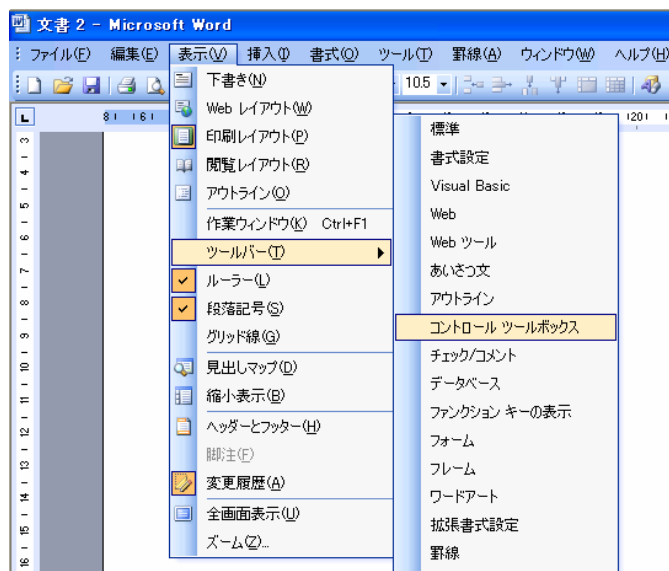 文書 2 - Microsoft Word
ファイル(F) 編集(E) 表示(V) 挿入(I) 書式(O) ツール(T) 罫線(A) ウィンドウ(W) ヘルプ(H)
10.5
下書き(N)
Web レイアウト(W)
印刷レイアウト(P)
閲覧レイアウト(R)
アウトライン(O)
作業ウィンドウ(K) Ctrl+F1
ツールバー(T)
ルーラー(L)
段落記号(S)
グリッド線(G)
見出しマップ(D)
縮小表示(B)
ヘッダーとフッター(H)
脚注(F)
変更履歴(A)
全画面表示(U)
ズーム(Z)...
標準
書式設定
Visual Basic
Web
Web ツール
あいさつ文
アウトライン
コントロール ツールボックス
チェック/コメント
データベース
ファンクション キーの表示
フォーム
フレーム
ワードアート
拡張書式設定
罫線